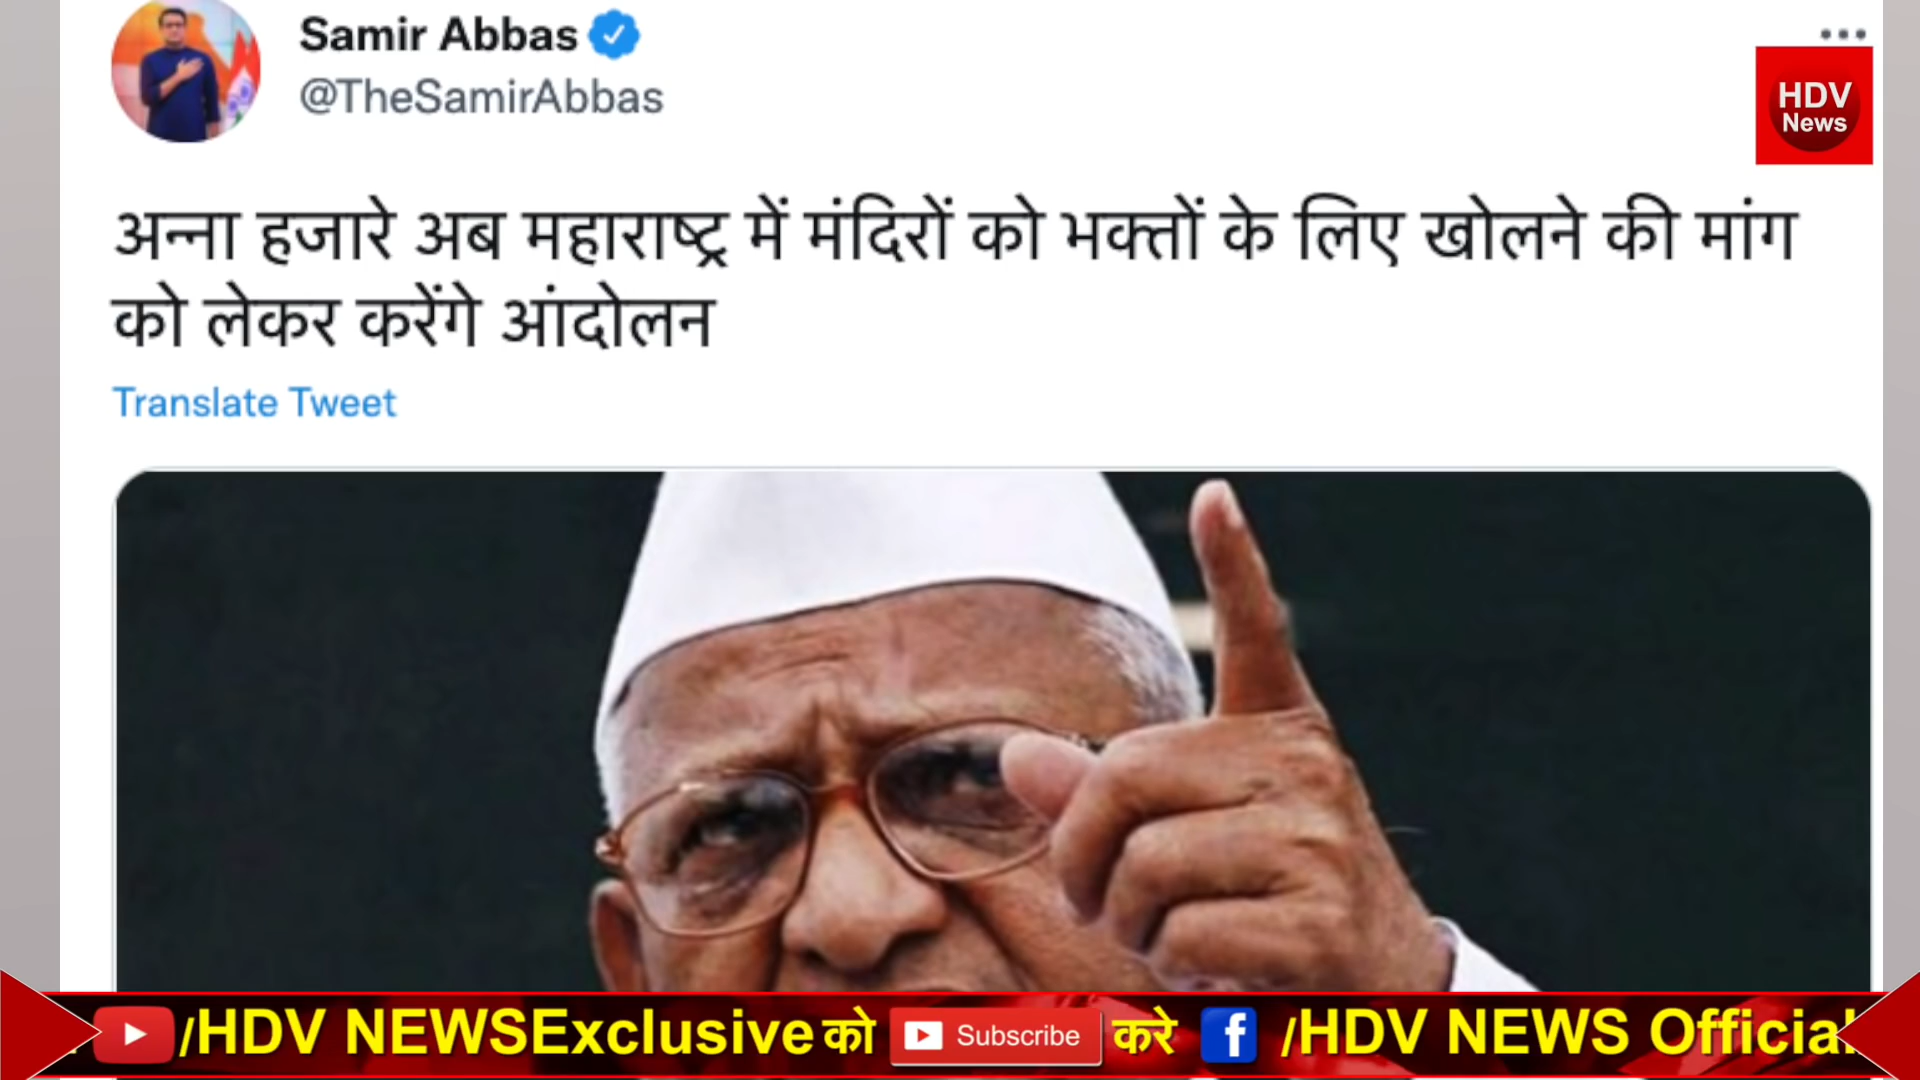 Samir Abbas
@TheSamirAbbas
HDV
News
अन्ना हजारे अब महाराष्ट्र में मंदिरों को भक्तों के लिए खोलने की मांग
को लेकर करेंगे आंदोलन
Translate Tweet
/HDV NEWSExclusive को Subscribe करे f /HDV NEWS Official